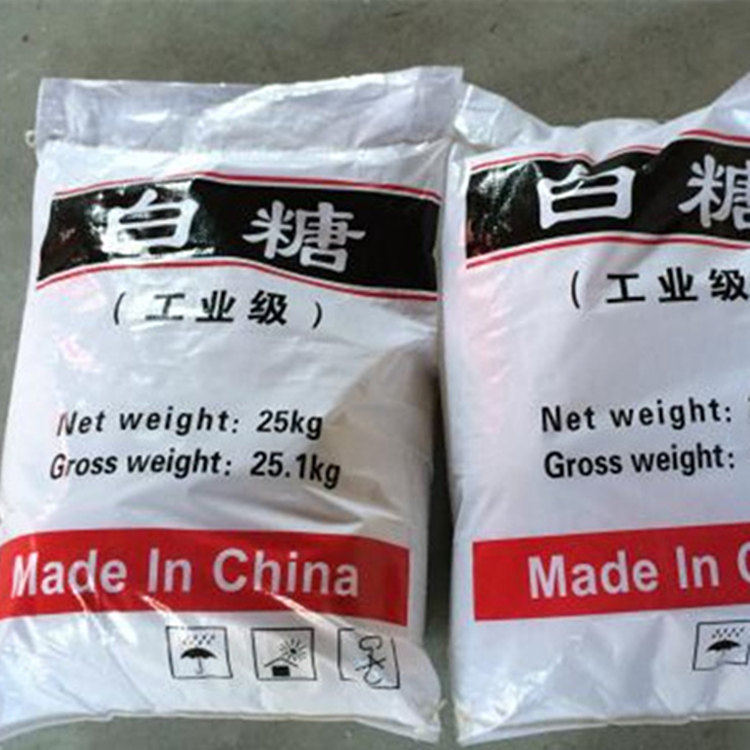 白糖
(工业级)
Net weight: 25kg
Gross weight: 25.1kg
Made In China
白糖
(工业级
Net weight:
Gross weight:
Made In C